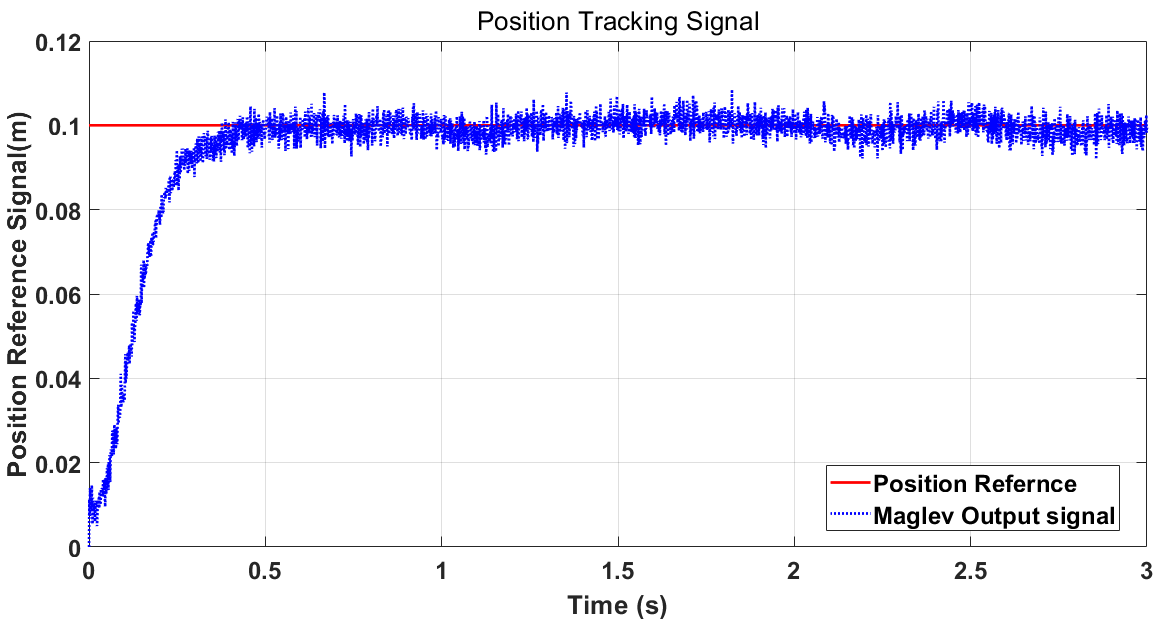 Position Tracking Signal
Position Reference Signal(m)
0.12
0.1
0.08
0.06
0.04
0.02
0
0 0.5 1 1.5 2 2.5 3
Time (s)
Position Refernce
Maglev Output signal